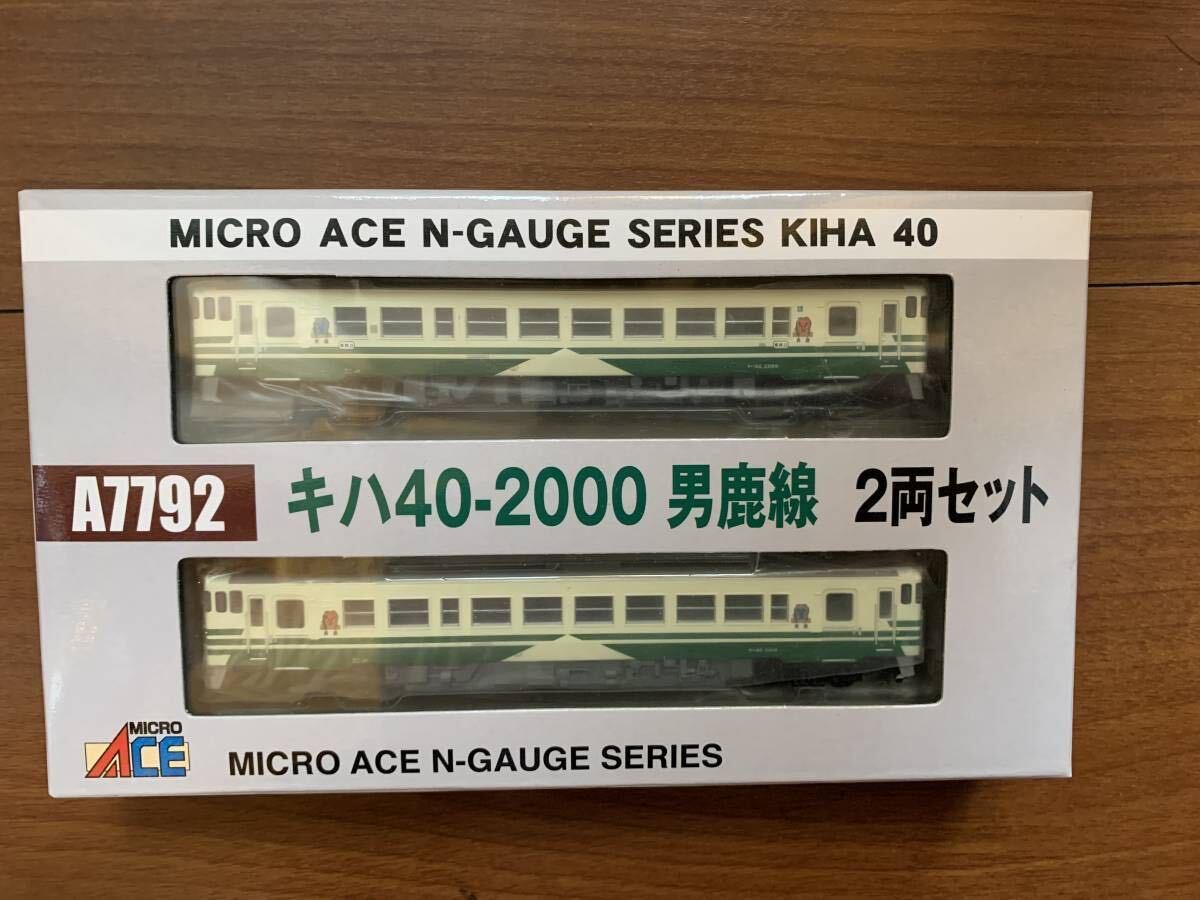 MICRO ACE N-GAUGE SERIES KIHA 40
A7792 キハ40-2000 男鹿線 2両セット
MICRO
ACE
MICRO ACE N-GAUGE SERIES